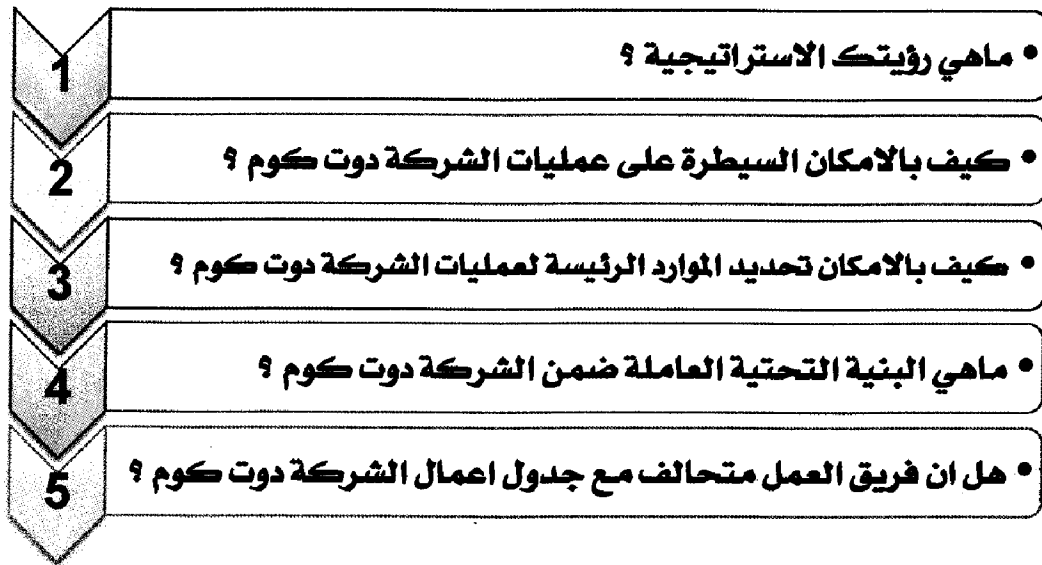 1
• ماهي رؤيتك الاستراتيجية ؟
2
• كيف بالامكان السيطرة على عمليات الشركة دوت كوم ؟
3
• كيف بالامكان تحديد الموارد الرئيسة لعمليات الشركة دوت كوم ؟
4
• ماهي البنية التحتية العاملة ضمن الشركة دوت كوم ؟
5
• هل ان فريق العمل متحالف مع جدول اعمال الشركة دوت كوم ؟